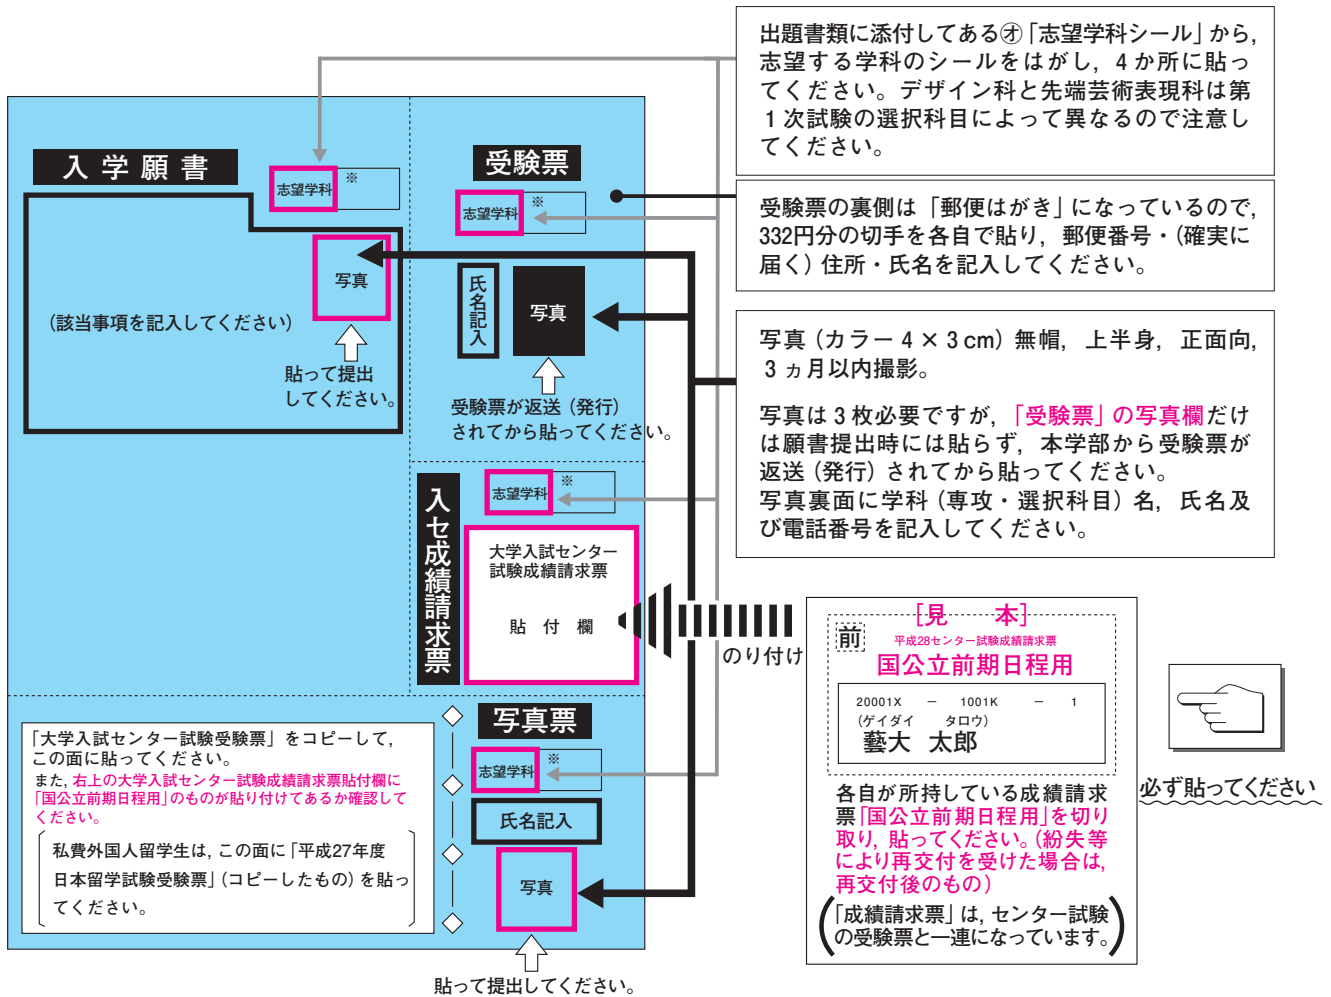 出題書類に添付してある㋔「志望学科シール」から,
志望する学科のシールをはがし, 4か所に貼っ
てください。デザイン科と先端芸術表現科は第
1次試験の選択科目によって異なるので注意し
てください。
入学願書
志望学科
※
受験票
志望学科
※
受験票の裏側は「郵便はがき」になっているので,
332円分の切手を各自で貼り, 郵便番号・(確実に
届く)住所・氏名を記入してください。
写真
(該当事項を記入してください)
貼って提出
してください。
氏名記入
写真
受験票が返送(発行)
されてから貼ってください。
写真(カラー4×3cm)無帽, 上半身, 正面向,
3ヵ月以内撮影。
写真は3枚必要ですが,「受験票」の写真欄だけ
は願書提出時には貼らず, 本学部から受験票が
返送(発行)されてから貼ってください。
写真裏面に学科(専攻・選択科目)名, 氏名及
び電話番号を記入してください。
入セ成績請求票
志望学科
※
大学入試センター
試験成績請求票
貼 付 欄
のり付け
[見 本]
前
平成28センター試験成績請求票
国公立前期日程用
20001X － 1001K － 1
(ゲイダイ タロウ)
藝大 太郎
各自が所持している成績請求
票「国公立前期日程用」を切り
取り, 貼ってください。(紛失等
により再交付を受けた場合は,
再交付後のもの)
(「成績請求票」は, センター試験
の受験票と一連になっています。)
必ず貼ってください
「大学入試センター試験受験票」をコピーして,
この面に貼ってください。
また, 右上の大学入試センター試験成績請求票貼付欄に
「国公立前期日程用」のものが貼り付けてあるか確認して
ください。
私費外国人留学生は, この面に「平成27年度
日本留学試験受験票」(コピーしたもの)を貼っ
てください。
写真票
志望学科
※
氏名記入
写真
貼って提出してください。